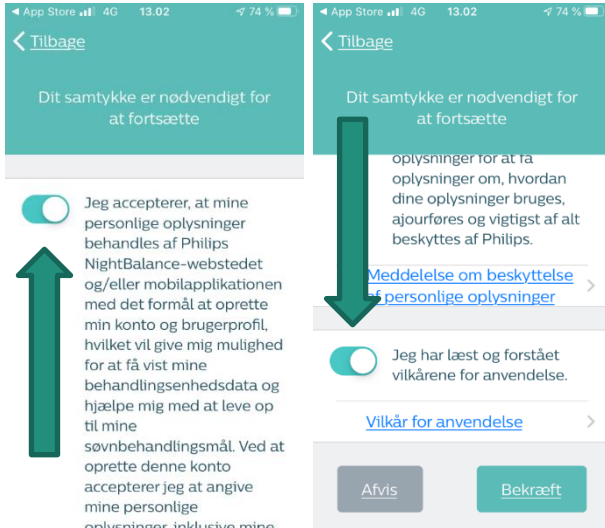 App Store 4G 13.02 74 %
Tilbage
Dit samtykke er nødvendigt for
at fortsætte
Jeg accepterer, at mine
personlige oplysninger
behandles af Philips
NightBalance-webstedet
og/eller mobilapplikationen
med det formål at oprette
min konto og brugerprofil,
hvilket vil give mig mulighed
for at få vist mine
behandlingsenhedsdata og
hjælpe mig med at leve op
til mine
søvnbehandlingsmål. Ved at
oprette denne konto
accepterer jeg at angive
mine personlige
oplysninger, inklusive mine
App Store 4G 13.02 74 %
Tilbage
Dit samtykke er nødvendigt for
at fortsætte
oplysninger for at få
oplysninger om, hvordan
dine oplysninger bruges,
ajourføres og vigtigst af alt
beskyttes af Philips.
Meddelelse om beskyttelse
af personlige oplysninger
Jeg har læst og forstået
vilkårene for anvendelse.
Vilkår for anvendelse
Afvis
Bekræft